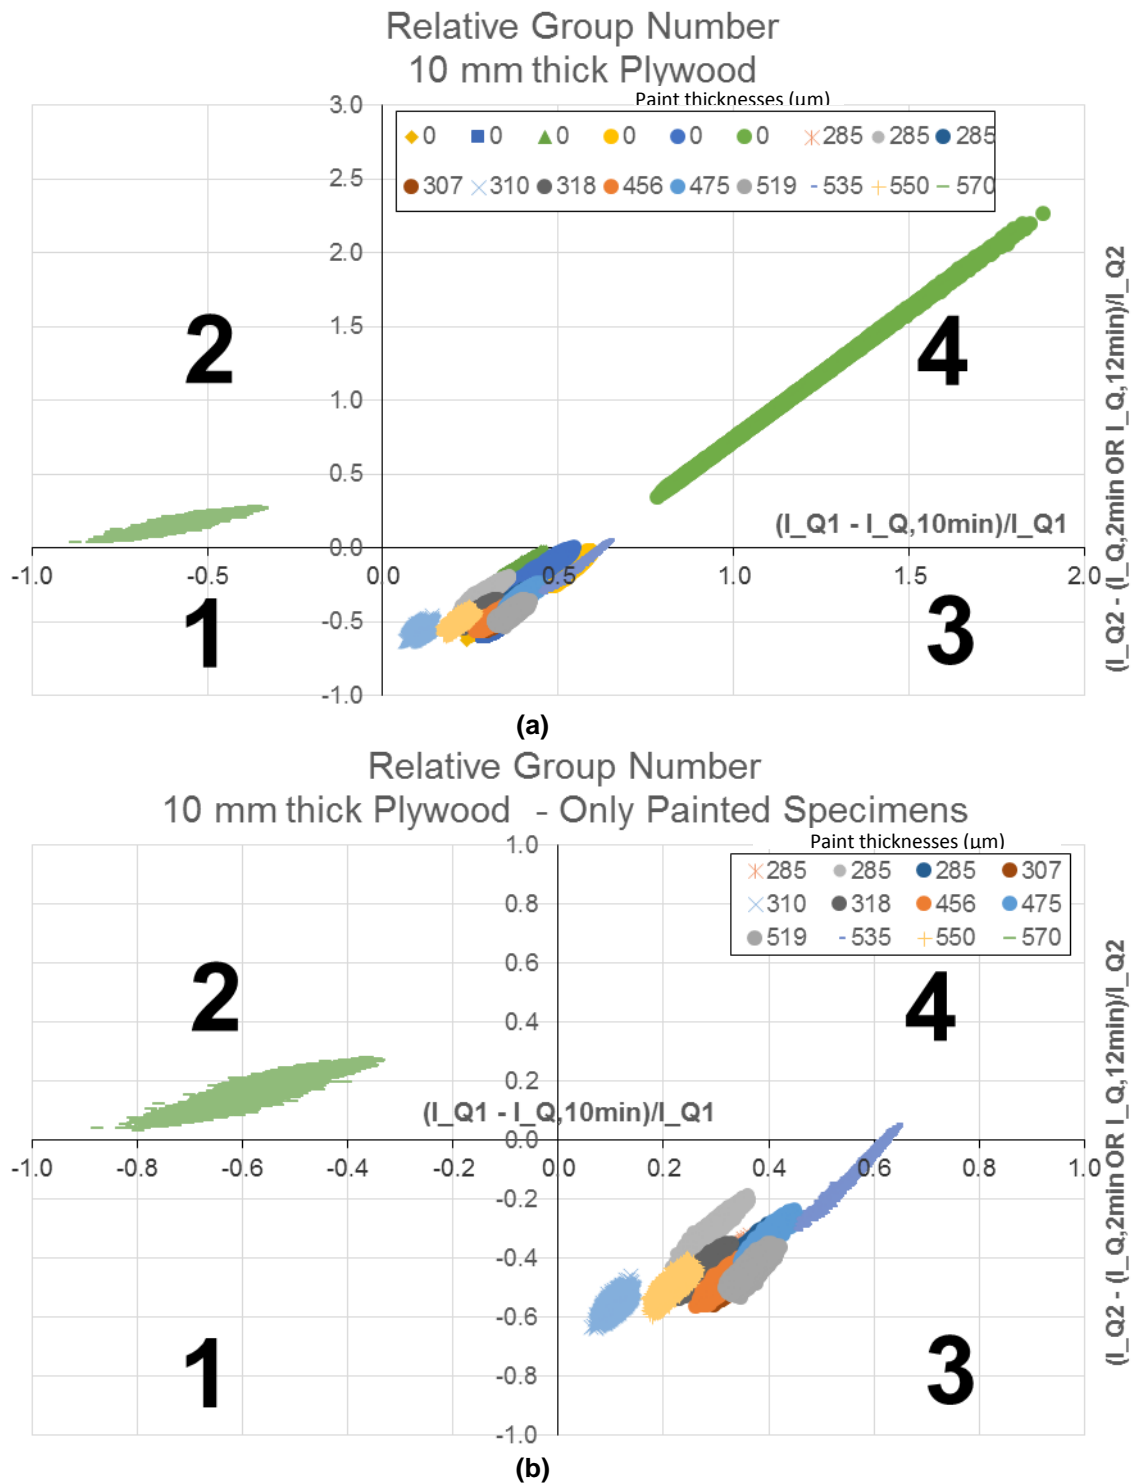 Relative Group Number
10 mm thick Plywood
Paint thicknesses (µm)
0 0 0 0 0 0 285 285 285
307 310 318 456 475 519 535 550 570
3.0
2.5
2.0
1.5
1.0
0.5
0.0
-0.5
-1.0
-1.0 -0.5 0.0 0.5 1.0 1.5 2.0
2
4
1
3
(I_Q1 - I_Q,10min)/I_Q1
(I_Q2 - (I_Q,2min OR I_Q,12min)/I_Q2
(a)
Relative Group Number
10 mm thick Plywood - Only Painted Specimens
Paint thicknesses (µm)
285 285 285 307
310 318 456 475
519 535 550 570
1.0
0.8
0.6
0.4
0.2
0.0
-0.2
-0.4
-0.6
-0.8
-1.0
-1.0 -0.8 -0.6 -0.4 -0.2 0.0 0.2 0.4 0.6 0.8 1.0
2
4
1
3
(I_Q1 - I_Q,10min)/I_Q1
(I_Q2 - (I_Q,2min OR I_Q,12min)/I_Q2
(b)